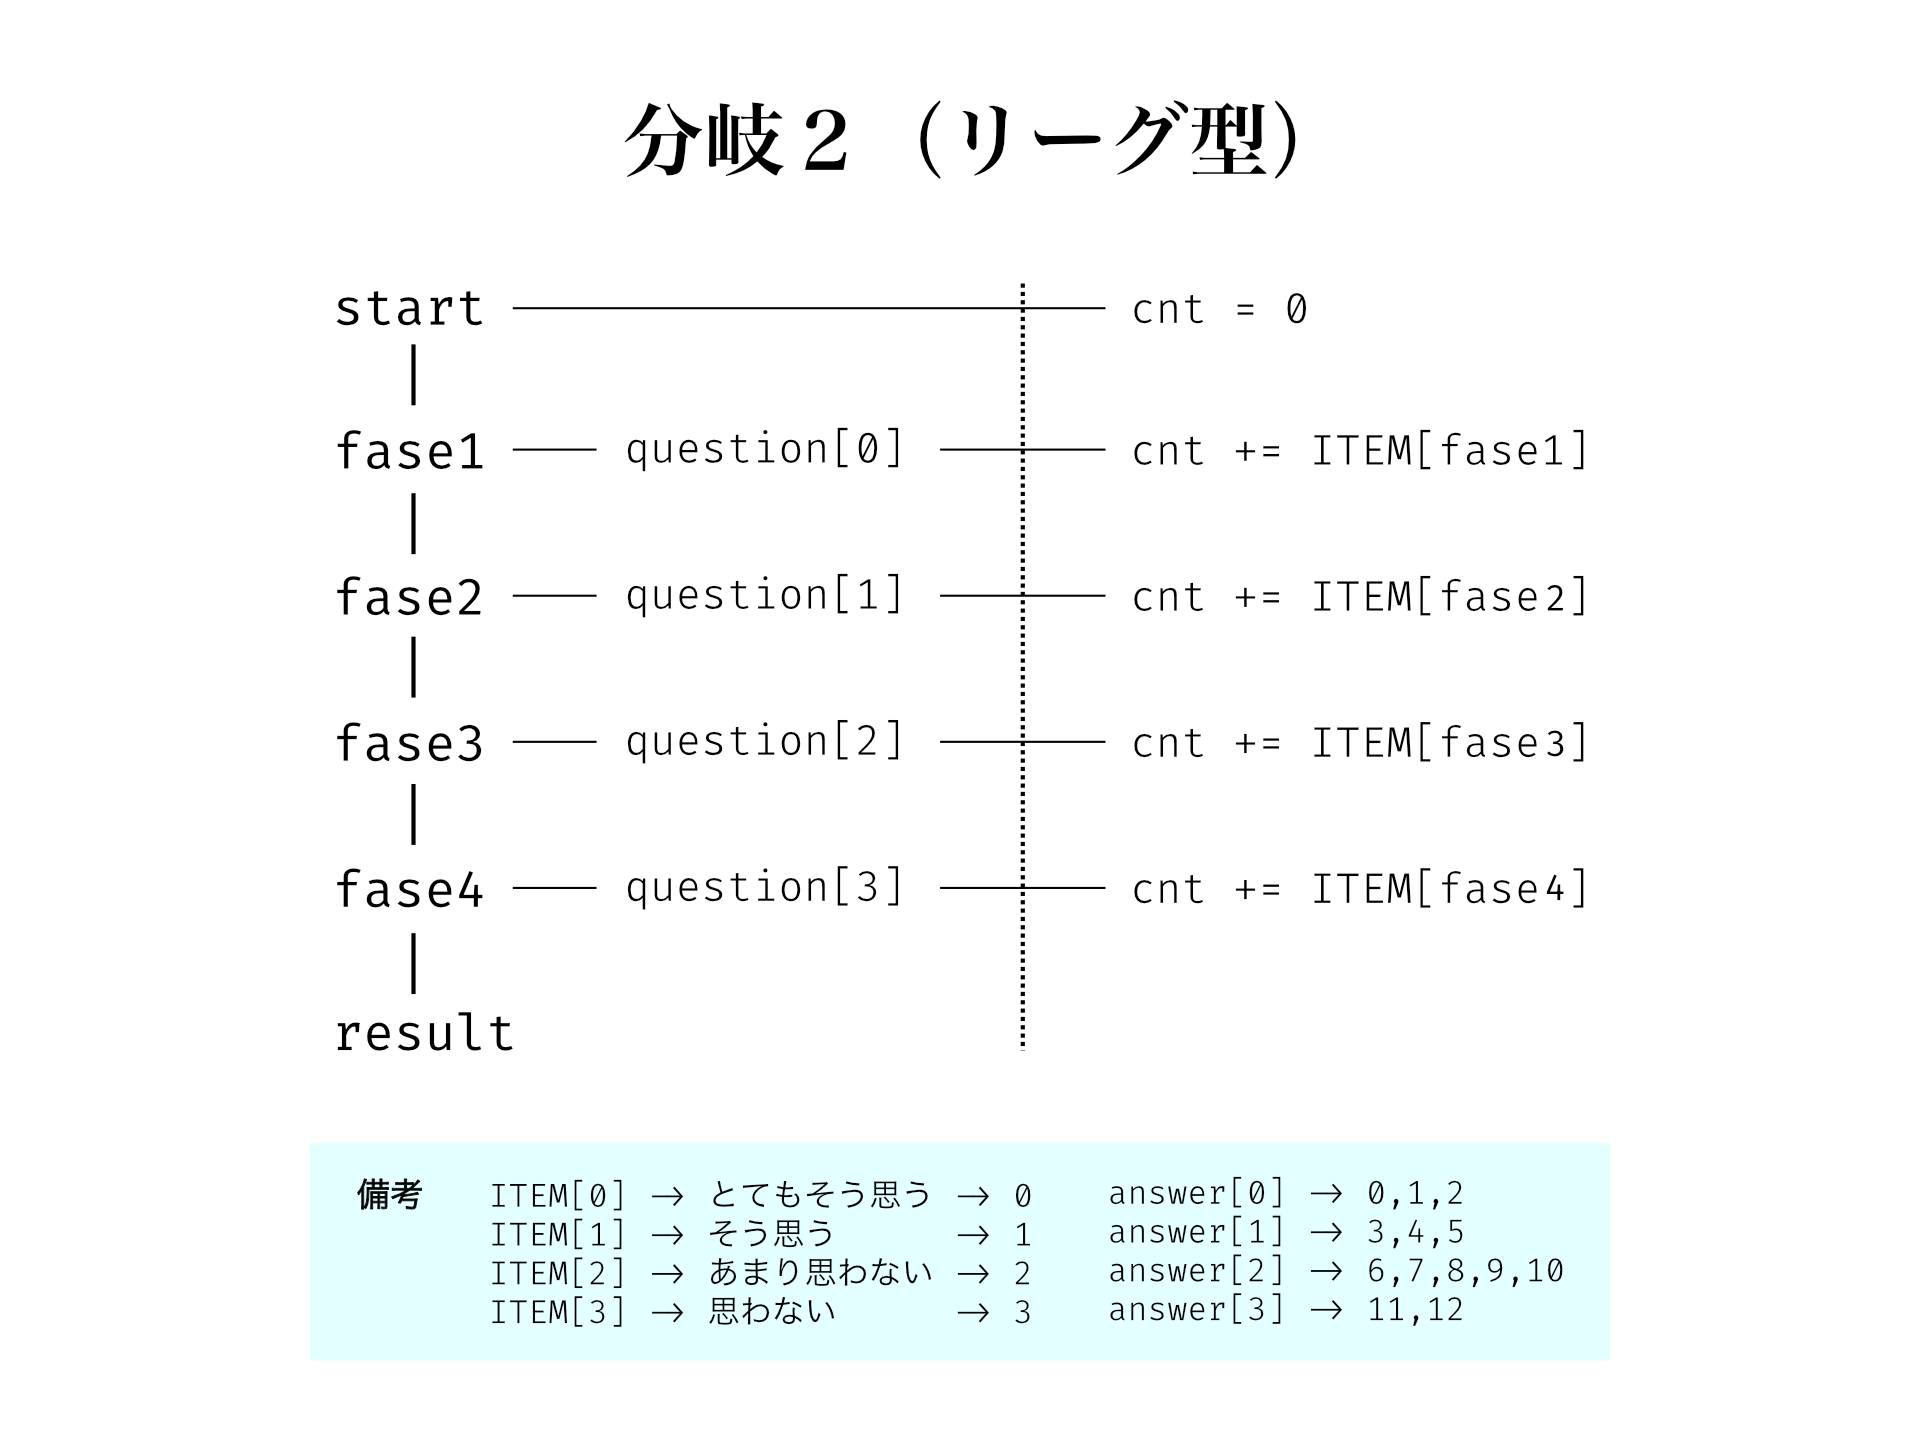 分岐２（リーグ型）
start cnt = 0
fase1 question[0] cnt += ITEM[fase1]
fase2 question[1] cnt += ITEM[fase2]
fase3 question[2] cnt += ITEM[fase3]
fase4 question[3] cnt += ITEM[fase4]
result
備考 ITEM[0] → とてもそう思う → 0 answer[0] → 0,1,2
ITEM[1] → そう思う → 1 answer[1] → 3,4,5
ITEM[2] → あまり思わない → 2 answer[2] → 6,7,8,9,10
ITEM[3] → 思わない → 3 answer[3] → 11,12